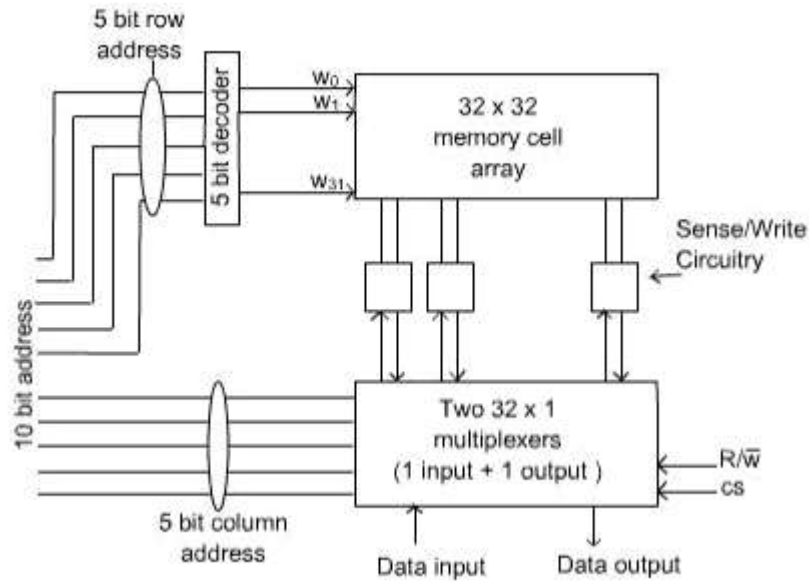 5 bit row
address
5 bit decoder
w0
w1
w31
32 x 32
memory cell
array
Sense/Write
Circuitry
10 bit address
Two 32 x 1
multiplexers
(1 input + 1 output )
R/w̅
cs
5 bit column
address
Data input
Data output